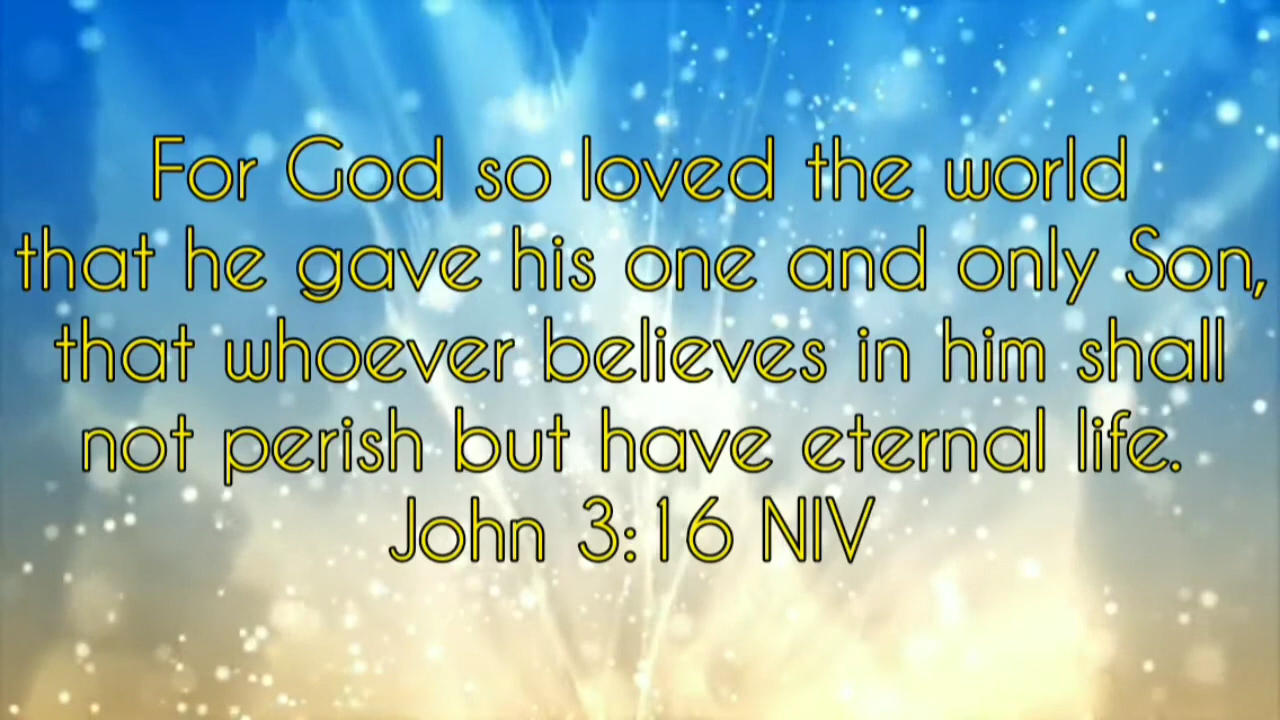 For God so loved the world
that he gave his one and only Son,
that whoever believes in him shall
not perish but have eternal life.
John 3:16 NIV